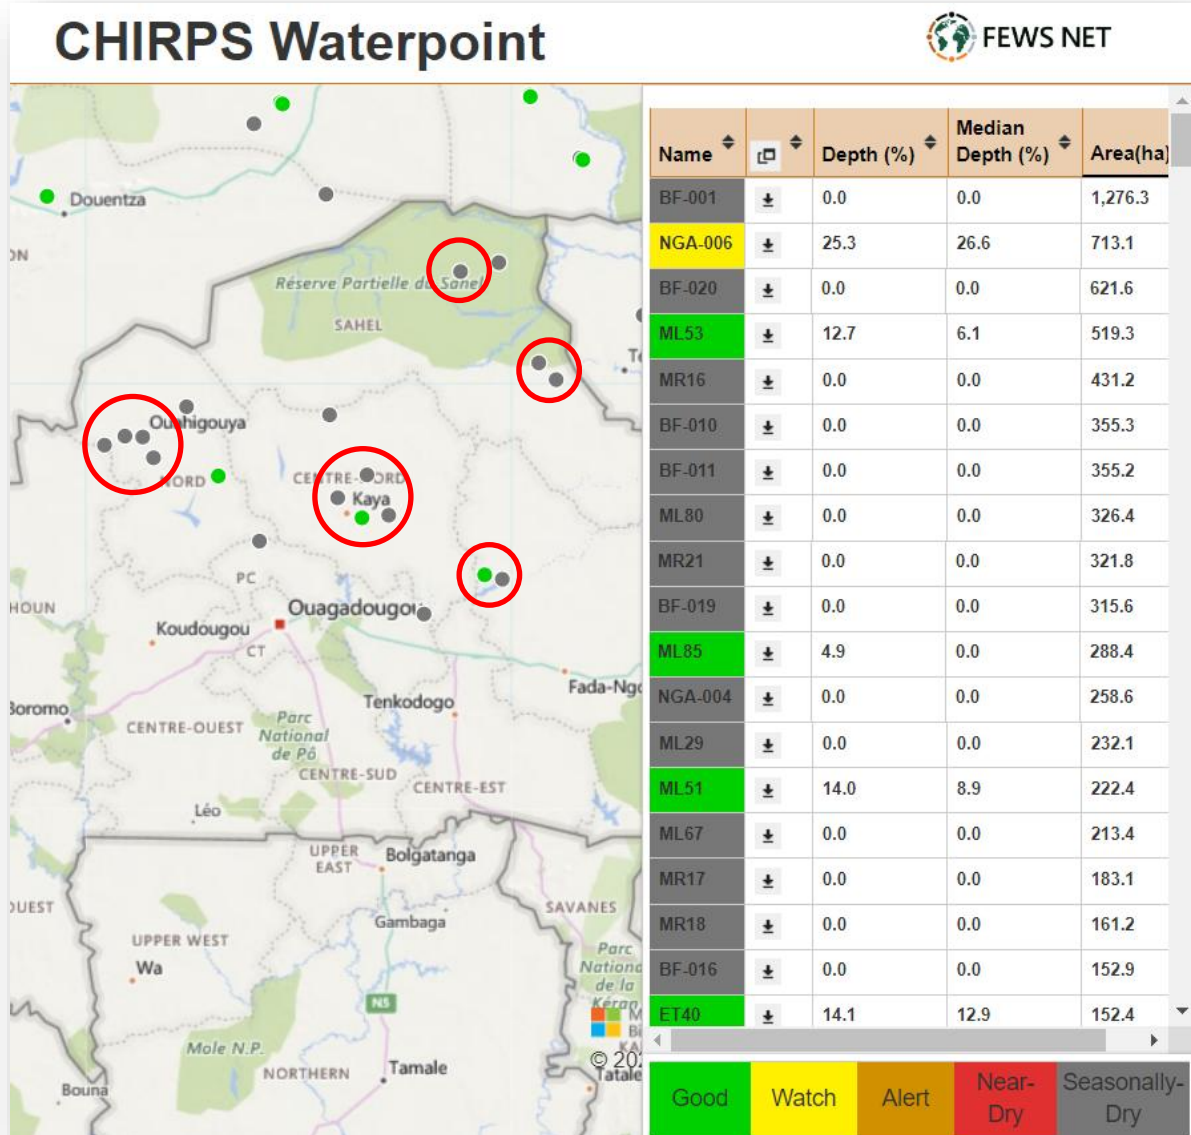 CHIRPS Waterpoint
FEWS NET
Douentza
Réserve Partielle du Sahel
SAHEL
Ouahigouya
NORD
CENTRE-NORD
Kaya
PC
Ouagadougou
HOUN
Koudougou
CT
Fada-Ng
Tenkodogo
Boromo
CENTRE-OUEST
Parc
National
de Pô
CENTRE-SUD
CENTRE-EST
Léo
UPPER
EAST
Bolgatanga
OUEST
Gambaga
SAVANES
UPPER WEST
Wa
Parc
Nationa
de la
Kéran
N5
Mole N.P.
NORTHERN
Tamale
Tatale
Bouna
© 202
Name Depth (%) Median Depth (%) Area(ha)
BF-001 0.0 0.0 1,276.3
NGA-006 25.3 26.6 713.1
BF-020 0.0 0.0 621.6
ML53 12.7 6.1 519.3
MR16 0.0 0.0 431.2
BF-010 0.0 0.0 355.3
BF-011 0.0 0.0 355.2
ML80 0.0 0.0 326.4
MR21 0.0 0.0 321.8
BF-019 0.0 0.0 315.6
ML85 4.9 0.0 288.4
NGA-004 0.0 0.0 258.6
ML29 0.0 0.0 232.1
ML51 14.0 8.9 222.4
ML67 0.0 0.0 213.4
MR17 0.0 0.0 183.1
MR18 0.0 0.0 161.2
BF-016 0.0 0.0 152.9
ET40 14.1 12.9 152.4
Good Watch Alert Near-Dry Seasonally-Dry